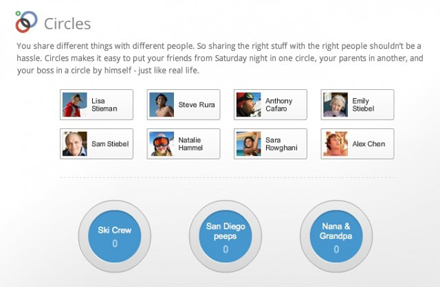 Circles
You share different things with different people. So sharing the right stuff with the right people shouldn't be a
hassle. Circles makes it easy to put your friends from Saturday night in one circle, your parents in another, and
your boss in a circle by himself - just like real life.
Lisa
Stieman
Steve Rura
Anthony
Cafaro
Emily
Stiebel
Sam Stiebel
Natalie
Hammel
Sara
Rowghani
Alex Chen
Ski Crew
0
San Diego
peeps
0
Nana &
Grandpa
0